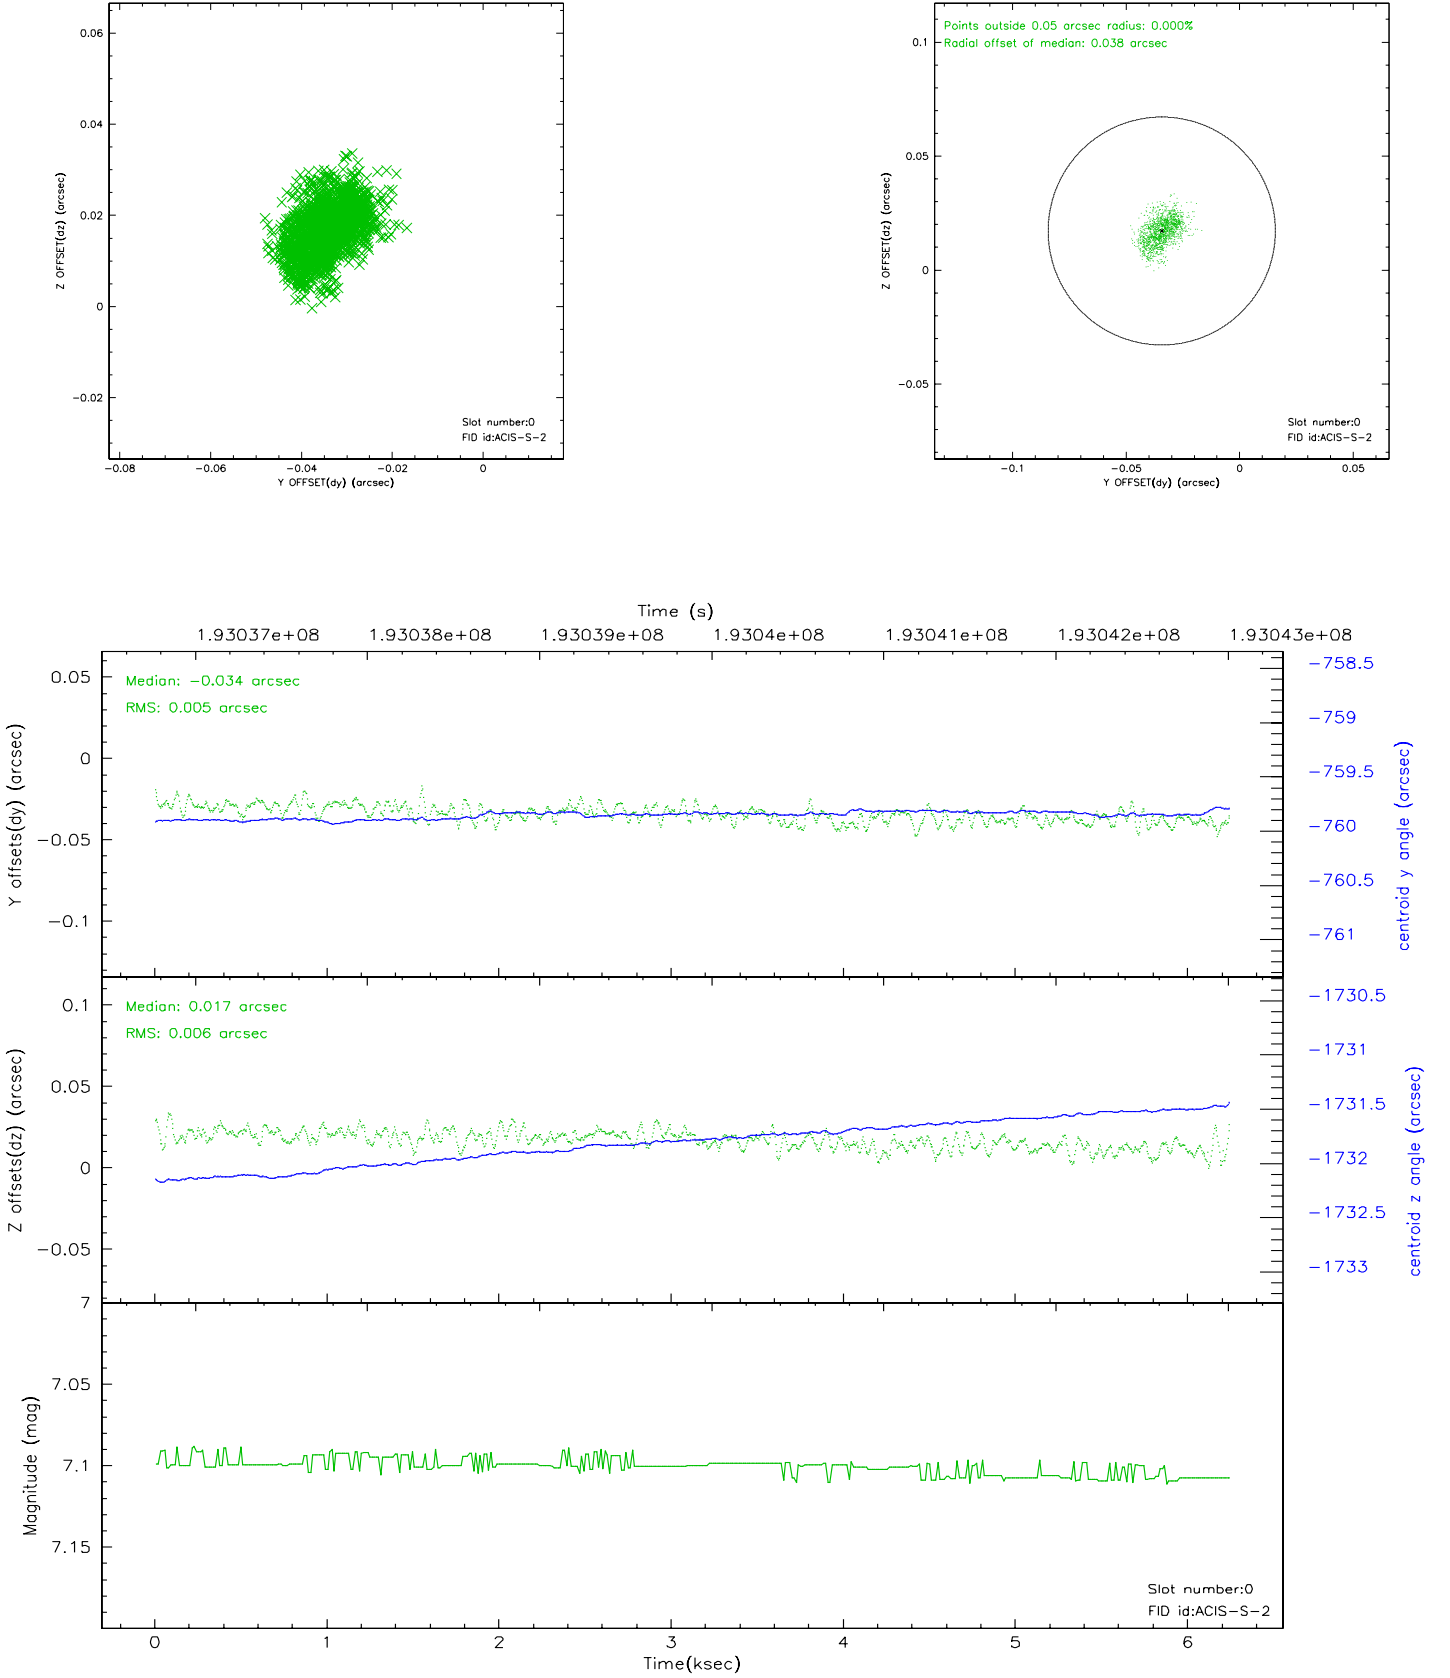 0.06
0.04
0.02
0
-0.02
Z OFFSET(dz) (arcsec)
-0.08 -0.06 -0.04 -0.02 0
Y OFFSET(dy) (arcsec)
Slot number:0
FID id:ACIS-S-2
Points outside 0.05 arcsec radius: 0.000%
Radial offset of median: 0.038 arcsec
0.1
0.05
0
-0.05
Z OFFSET(dz) (arcsec)
-0.1 -0.05 0 0.05
Y OFFSET(dy) (arcsec)
Slot number:0
FID id:ACIS-S-2
Time (s)
1.93037e+08 1.93038e+08 1.93039e+08 1.9304e+08 1.93041e+08 1.93042e+08 1.93043e+08
Median: -0.034 arcsec
RMS: 0.005 arcsec
0.05
0
-0.05
-0.1
Y offsets(dy) (arcsec)
-758.5
-759
-759.5
-760
-760.5
-761
centroid y angle (arcsec)
Median: 0.017 arcsec
RMS: 0.006 arcsec
0.1
0.05
0
-0.05
Z offsets(dz) (arcsec)
-1730.5
-1731
-1731.5
-1732
-1732.5
-1733
centroid z angle (arcsec)
7
7.05
7.1
7.15
Magnitude (mag)
Slot number:0
FID id:ACIS-S-2
0 1 2 3 4 5 6
Time(ksec)